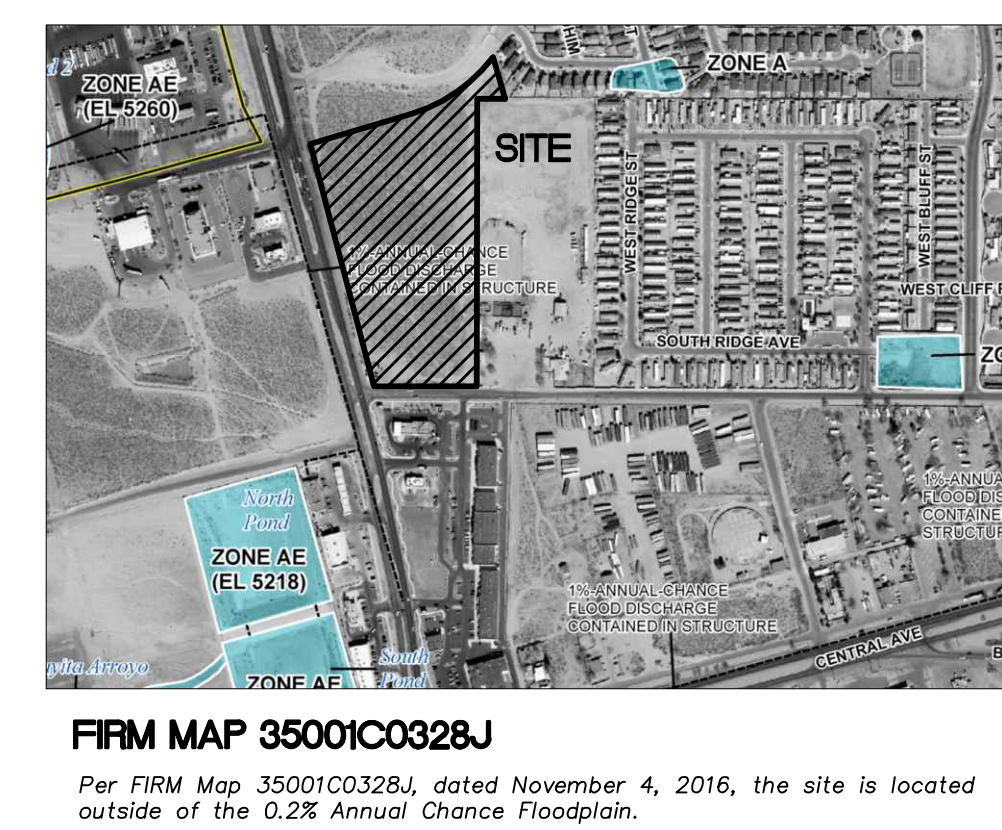 d 2
ZONE AE
(EL 5260)
ZONE A
SITE
WEST RIDGE ST
WEST BLUFF ST
1%-ANNUAL-CHANCE
FLOOD DISCHARGE
CONTAINED IN STRUCTURE
WEST CLIFF
SOUTH RIDGE AVE
North
Pond
ZONE AE
(EL 5218)
1%-ANNUAL-CHANCE
FLOOD DISCHARGE
CONTAINED IN STRUCTURE
CENTRAL AVE
South
Pond
Arroyo
ZONE AE
FIRM MAP 35001C0328J
Per FIRM Map 35001C0328J, dated November 4, 2016, the site is located
outside of the 0.2% Annual Chance Floodplain.